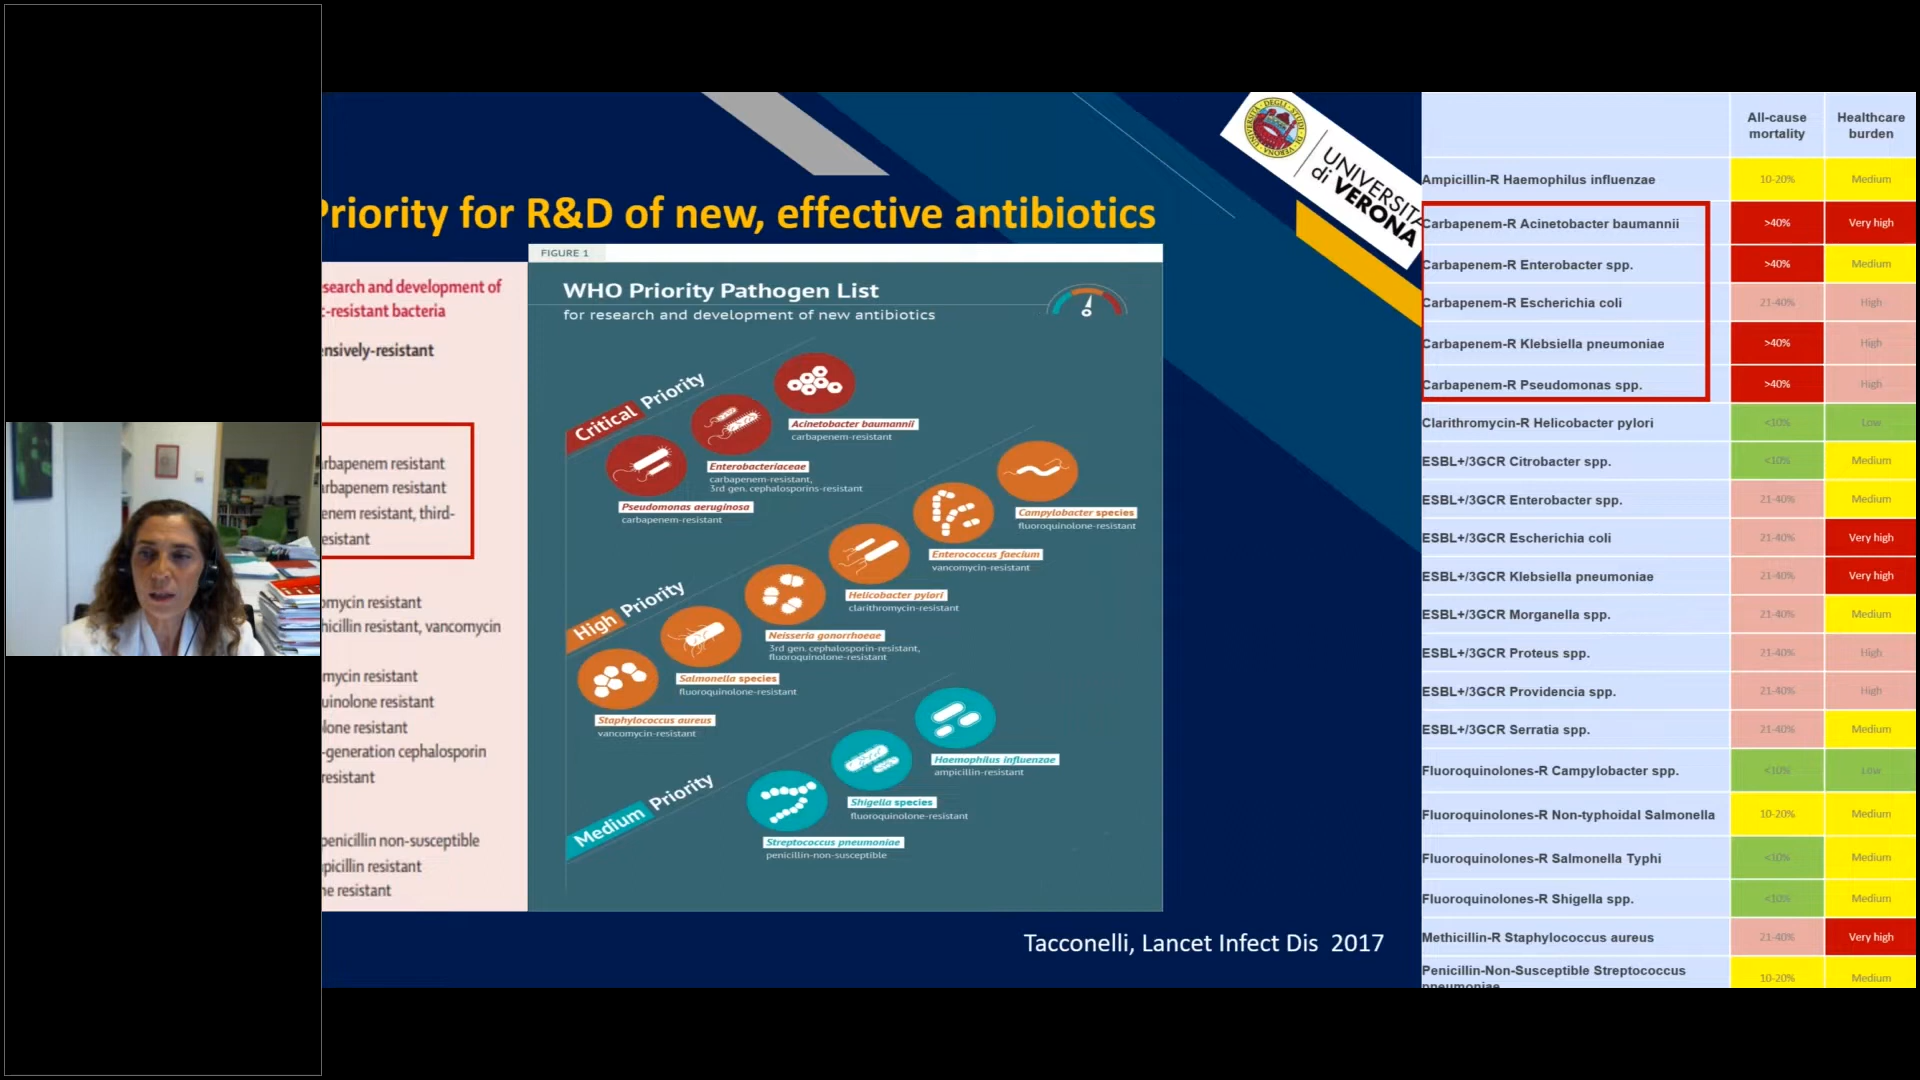 Priority for R&D of new, effective antibiotics
UNIVERSITÀ
di VERONA
esearch and development of
-resistant bacteria
nsively-resistant
rbapenem resistant
rbapenem resistant
enem resistant, third-
esistant
omycin resistant
hicillin resistant, vancomycin
mycin resistant
uinolone resistant
lone resistant
-generation cephalosporin
resistant
penicillin non-susceptible
picillin resistant
ne resistant
FIGURE 1
WHO Priority Pathogen List
for research and development of new antibiotics
Critical Priority
Acinetobacter baumannii
carbapenem-resistant
Enterobacteriaceae
carbapenem-resistant,
3rd gen. cephalosporins-resistant
Pseudomonas aeruginosa
carbapenem-resistant
High Priority
Campylobacter species
fluoroquinolone-resistant
Enterococcus faecium
vancomycin-resistant
Helicobacter pylori
clarithromycin-resistant
Neisseria gonorrhoeae
3rd gen. cephalosporin-resistant,
fluoroquinolone-resistant
Salmonella species
fluoroquinolone-resistant
Staphylococcus aureus
vancomycin-resistant
Medium Priority
Haemophilus influenzae
ampicillin-resistant
Shigella species
fluoroquinolone-resistant
Streptococcus pneumoniae
penicillin-non-susceptible
Tacconelli, Lancet Infect Dis 2017
All-cause mortality Healthcare burden
Ampicillin-R Haemophilus influenzae 10-20% Medium
Carbapenem-R Acinetobacter baumannii >40% Very high
Carbapenem-R Enterobacter spp. >40% Medium
Carbapenem-R Escherichia coli 21-40% High
Carbapenem-R Klebsiella pneumoniae >40% High
Carbapenem-R Pseudomonas spp. >40% High
Clarithromycin-R Helicobacter pylori <10% Low
ESBL+/3GCR Citrobacter spp. <10% Medium
ESBL+/3GCR Enterobacter spp. 21-40% Medium
ESBL+/3GCR Escherichia coli 21-40% Very high
ESBL+/3GCR Klebsiella pneumoniae 21-40% Very high
ESBL+/3GCR Morganella spp. 21-40% Medium
ESBL+/3GCR Proteus spp. 21-40% High
ESBL+/3GCR Providencia spp. 21-40% High
ESBL+/3GCR Serratia spp. 21-40% Medium
Fluoroquinolones-R Campylobacter spp. <10% Low
Fluoroquinolones-R Non-typhoidal Salmonella 10-20% Medium
Fluoroquinolones-R Salmonella Typhi <10% Medium
Fluoroquinolones-R Shigella spp. <10% Medium
Methicillin-R Staphylococcus aureus 21-40% Very high
Penicillin-Non-Susceptible Streptococcus 10-20% Medium
pneumoniae